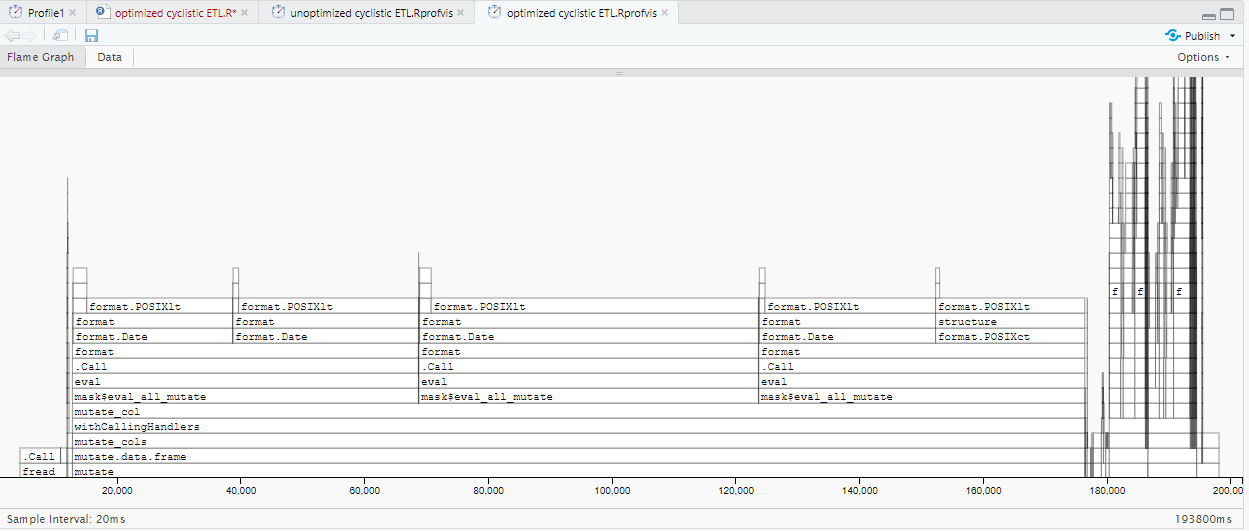 Profile1 × optimized cyclistic ETL.R* × unoptimized cyclistic ETL.Rprofvis × optimized cyclistic ETL.Rprofvis ×
Publish
Flame Graph Data Options
f f f
format.POSIXlt format.POSIXlt format.POSIXlt format.POSIXlt format.POSIXlt
format format format format structure
format.Date format.Date format.Date format.Date format.POSIXct
format format format
.Call .Call .Call
eval eval eval
mask$eval_all_mutate mask$eval_all_mutate mask$eval_all_mutate
mutate_col
withCallingHandlers
mutate_cols
.Call mutate.data.frame
fread mutate
20,000 40,000 60,000 80,000 100,000 120,000 140,000 160,000 180,000 200,0
Sample Interval: 20ms 193800ms